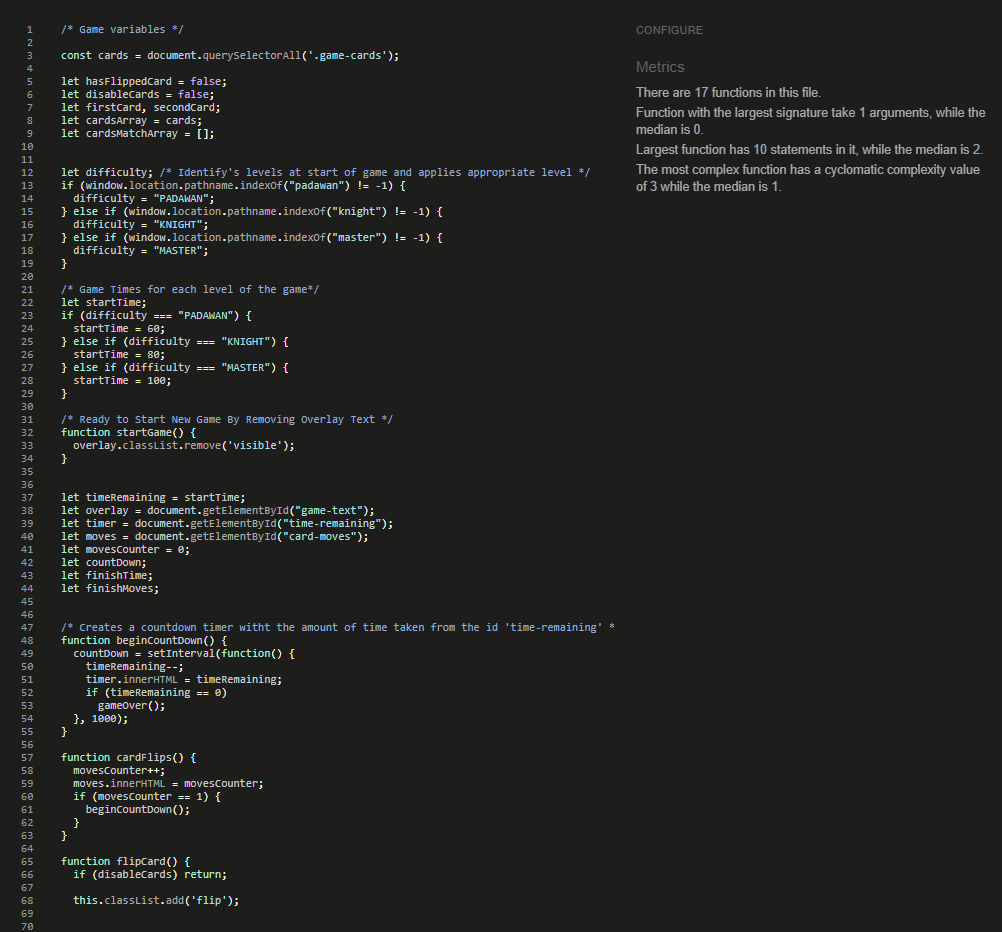 1 /* Game variables */
2
3 const cards = document.querySelectorAll('.game-cards');
4
5 let hasFlippedCard = false;
6 let disableCards = false;
7 let firstCard, secondCard;
8 let cardsArray = cards;
9 let cardsMatchArray = [];
10
11
12 let difficulty; /* Identify's levels at start of game and applies appropriate level */
13 if (window.location.pathname.indexOf("padawan") != -1) {
14 difficulty = "PADAWAN";
15 } else if (window.location.pathname.indexOf("knight") != -1) {
16 difficulty = "KNIGHT";
17 } else if (window.location.pathname.indexOf("master") != -1) {
18 difficulty = "MASTER";
19 }
20
21 /* Game Times for each level of the game*/
22 let startTime;
23 if (difficulty === "PADAWAN") {
24 startTime = 60;
25 } else if (difficulty === "KNIGHT") {
26 startTime = 80;
27 } else if (difficulty === "MASTER") {
28 startTime = 100;
29 }
30
31 /* Ready to Start New Game By Removing Overlay Text */
32 function startGame() {
33 overlay.classList.remove('visible');
34 }
35
36
37 let timeRemaining = startTime;
38 let overlay = document.getElementById("game-text");
39 let timer = document.getElementById("time-remaining");
40 let moves = document.getElementById("card-moves");
41 let movesCounter = 0;
42 let countDown;
43 let finishTime;
44 let finishMoves;
45
46
47 /* Creates a countdown timer witht the amount of time taken from the id 'time-remaining' *
48 function beginCountDown() {
49 countDown = setInterval(function() {
50 timeRemaining--;
51 timer.innerHTML = timeRemaining;
52 if (timeRemaining == 0)
53 gameOver();
54 }, 1000);
55 }
56
57 function cardFlips() {
58 movesCounter++;
59 moves.innerHTML = movesCounter;
60 if (movesCounter == 1) {
61 beginCountDown();
62 }
63 }
64
65 function flipCard() {
66 if (disableCards) return;
67
68 this.classList.add('flip');
69
70
CONFIGURE
Metrics
There are 17 functions in this file.
Function with the largest signature take 1 arguments, while the
median is 0.
Largest function has 10 statements in it, while the median is 2.
The most complex function has a cyclomatic complexity value
of 3 while the median is 1.